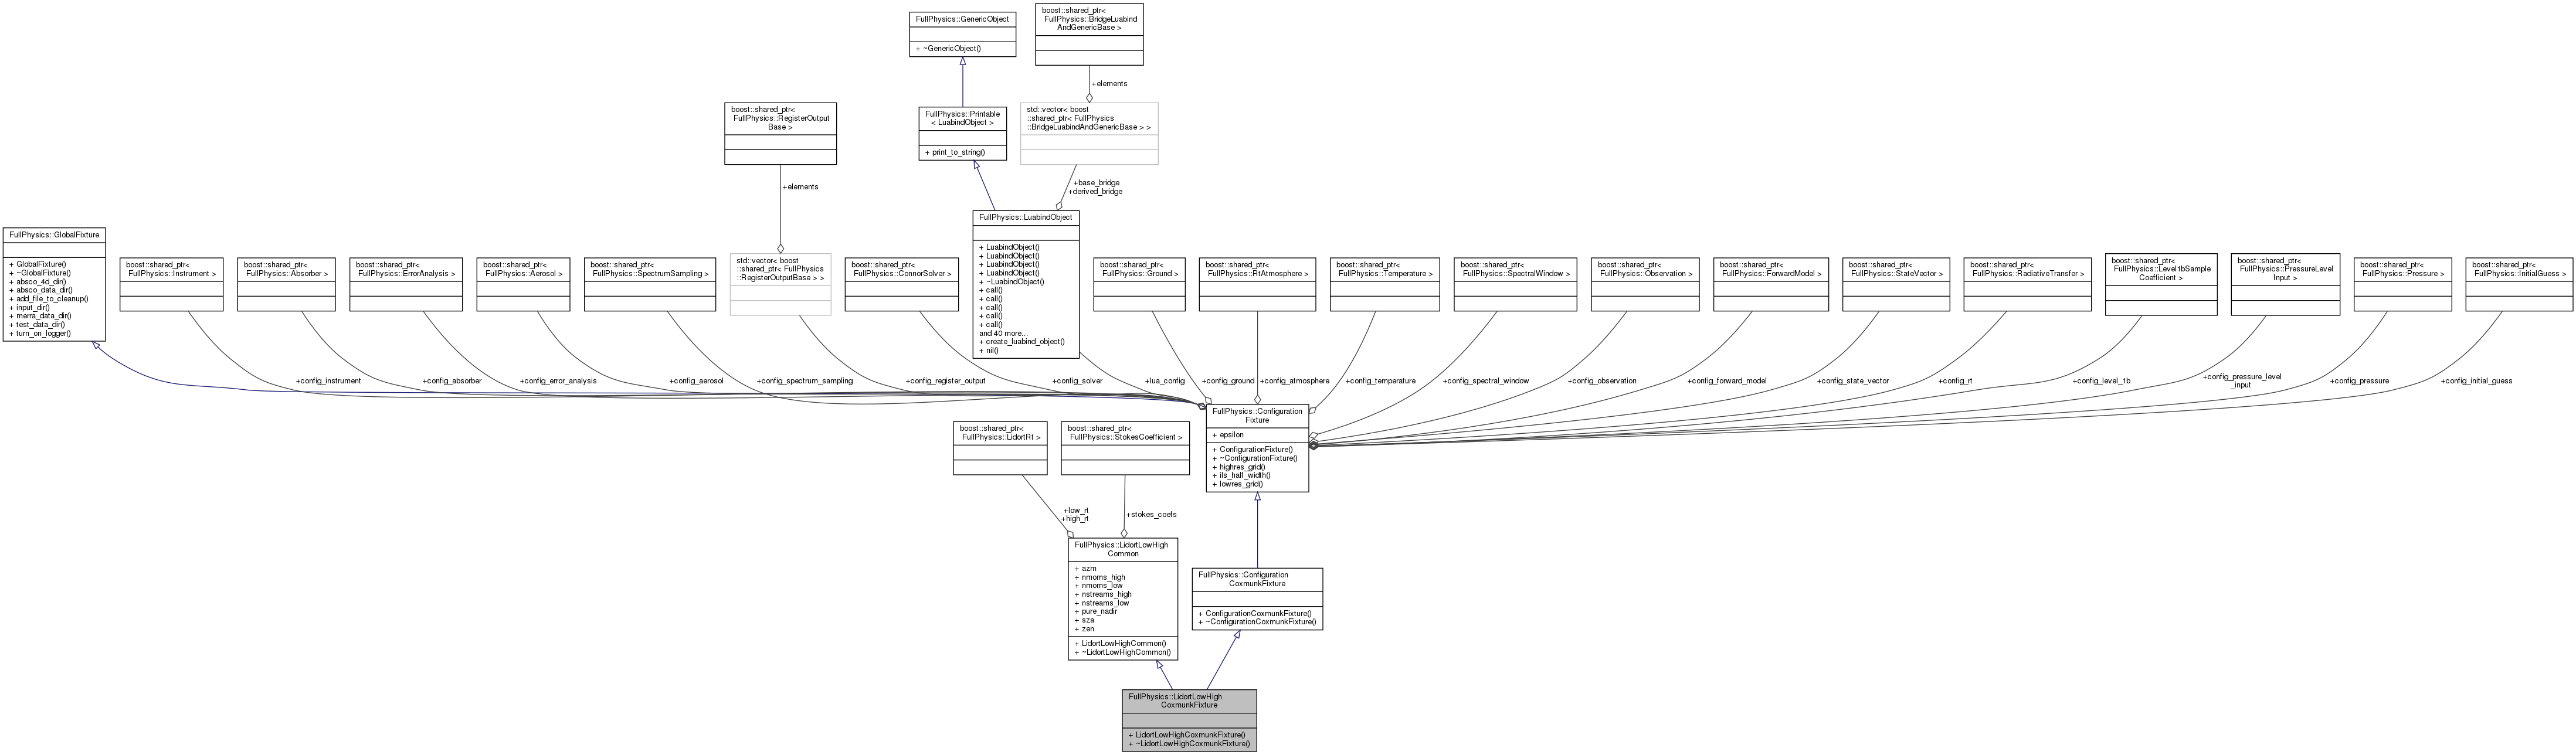 FullPhysics::GenericObject
+ ~GenericObject()
boost::shared_ptr<
FullPhysics::BridgeLuabind
AndGenericBase >
+elements
boost::shared_ptr<
FullPhysics::RegisterOutput
Base >
FullPhysics::Printable
< LuabindObject >
+ print_to_string()
std::vector< boost
::shared_ptr< FullPhysics
::BridgeLuabindAndGenericBase > >
+elements
+base_bridge
+derived_bridge
FullPhysics::GlobalFixture
+ GlobalFixture()
+ ~GlobalFixture()
+ absco_4d_dir()
+ absco_data_dir()
+ add_file_to_cleanup()
+ input_dir()
+ merra_data_dir()
+ test_data_dir()
+ turn_on_logger()
boost::shared_ptr<
FullPhysics::Instrument >
boost::shared_ptr<
FullPhysics::Absorber >
boost::shared_ptr<
FullPhysics::ErrorAnalysis >
boost::shared_ptr<
FullPhysics::Aerosol >
boost::shared_ptr<
FullPhysics::SpectrumSampling >
std::vector< boost
::shared_ptr< FullPhysics
::RegisterOutputBase > >
boost::shared_ptr<
FullPhysics::ConnorSolver >
FullPhysics::LuabindObject
+ LuabindObject()
+ LuabindObject()
+ LuabindObject()
+ LuabindObject()
+ ~LuabindObject()
+ call()
+ call()
+ call()
+ call()
+ call()
and 40 more...
+ create_luabind_object()
+ nil()
boost::shared_ptr<
FullPhysics::Ground >
boost::shared_ptr<
FullPhysics::RtAtmosphere >
boost::shared_ptr<
FullPhysics::Temperature >
boost::shared_ptr<
FullPhysics::SpectralWindow >
boost::shared_ptr<
FullPhysics::Observation >
boost::shared_ptr<
FullPhysics::ForwardModel >
boost::shared_ptr<
FullPhysics::StateVector >
boost::shared_ptr<
FullPhysics::RadiativeTransfer >
boost::shared_ptr<
FullPhysics::Level1bSample
Coefficient >
boost::shared_ptr<
FullPhysics::PressureLevel
Input >
boost::shared_ptr<
FullPhysics::Pressure >
boost::shared_ptr<
FullPhysics::InitialGuess >
+config_instrument
+config_absorber
+config_error_analysis
+config_aerosol
+config_spectrum_sampling
+config_register_output
+config_solver
+lua_config
+config_ground
+config_atmosphere
+config_temperature
+config_spectral_window
+config_observation
+config_forward_model
+config_state_vector
+config_rt
+config_level_1b
+config_pressure_level
_input
+config_pressure
+config_initial_guess
FullPhysics::Configuration
Fixture
+ epsilon
+ ConfigurationFixture()
+ ~ConfigurationFixture()
+ highres_grid()
+ ils_half_width()
+ lowres_grid()
boost::shared_ptr<
FullPhysics::LidortRt >
boost::shared_ptr<
FullPhysics::StokesCoefficient >
+low_rt
+high_rt
+stokes_coefs
FullPhysics::LidortLowHigh
Common
+ azm
+ nmoms_high
+ nmoms_low
+ nstreams_high
+ nstreams_low
+ pure_nadir
+ sza
+ zen
+ LidortLowHighCommon()
+ ~LidortLowHighCommon()
FullPhysics::Configuration
CoxmunkFixture
+ ConfigurationCoxmunkFixture()
+ ~ConfigurationCoxmunkFixture()
FullPhysics::LidortLowHigh
CoxmunkFixture
+ LidortLowHighCoxmunkFixture()
+ ~LidortLowHighCoxmunkFixture()